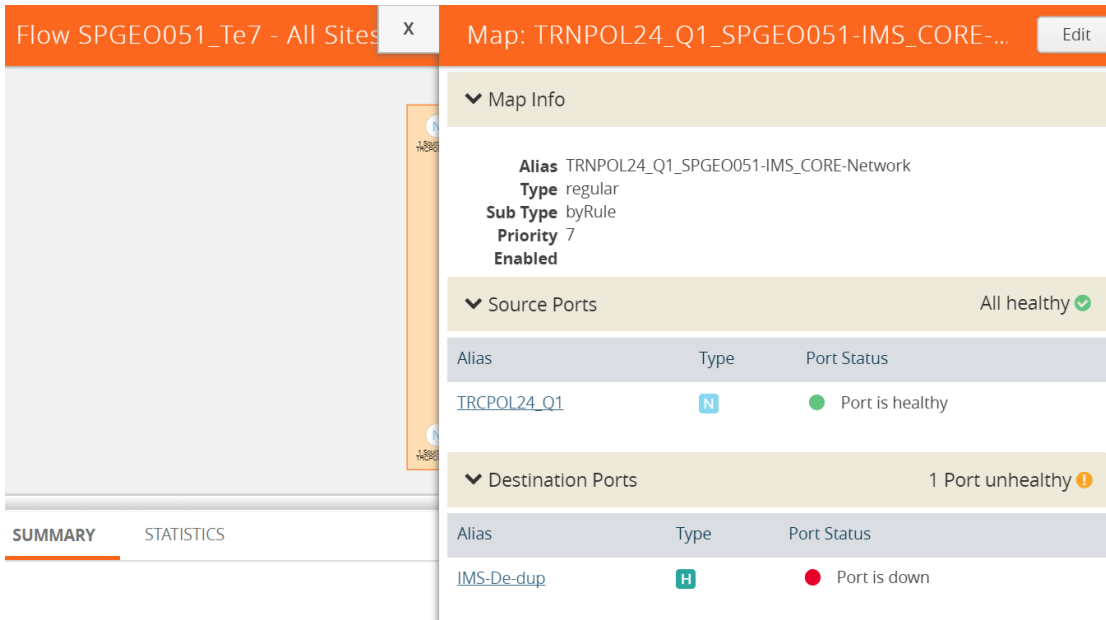 Flow SPGEO051_Te7 - All Sites
X
Map: TRNPOL24_Q1_SPGEO051-IMS_CORE-...
Edit
Map Info
Alias TRNPOL24_Q1_SPGEO051-IMS_CORE-Network
Type regular
Sub Type byRule
Priority 7
Enabled
Source Ports All healthy
Alias Type Port Status
TRCPOL24_Q1 N Port is healthy
Destination Ports 1 Port unhealthy
Alias Type Port Status
IMS-De-dup H Port is down
SUMMARY STATISTICS